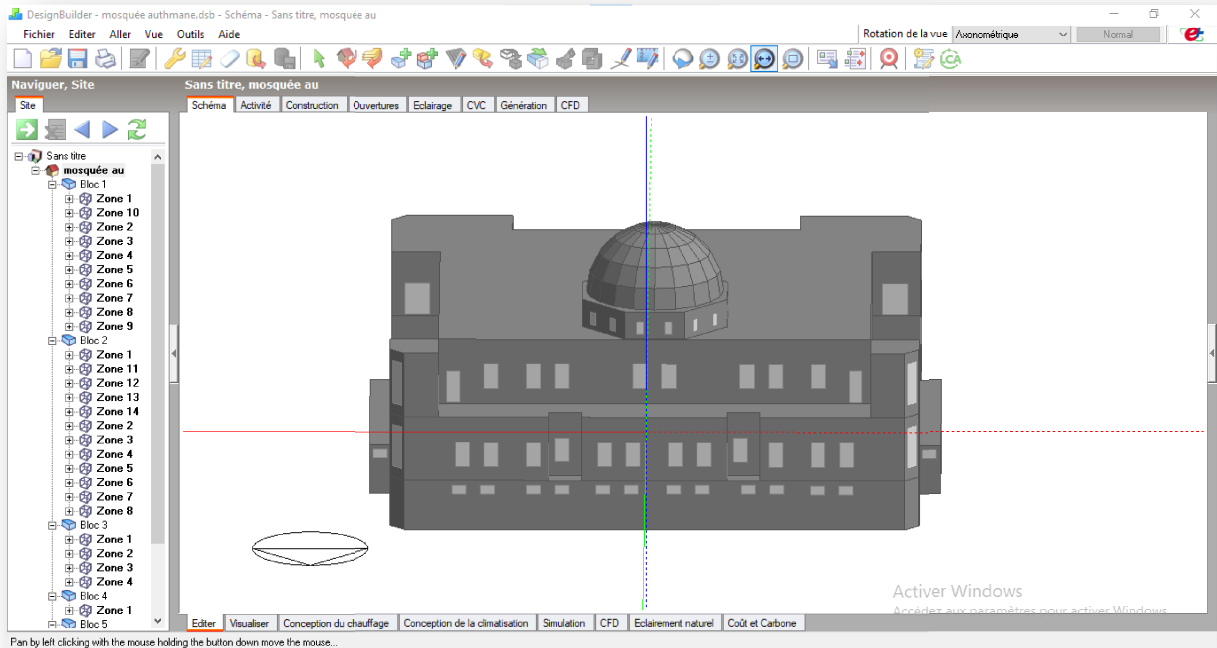 DesignBuilder - mosquée authmane.dsb - Schéma - Sans titre, mosquee au
Fichier Editer Aller Vue Outils Aide
Rotation de la vue Axonométrique Normal
Naviguer, Site
Sans titre, mosquée au
Site
Schéma Activité Construction Ouvertures Eclairage CVC Génération CFD
LCA
Sans titre
mosquée au
Bloc 1
Zone 1
Zone 10
Zone 2
Zone 3
Zone 4
Zone 5
Zone 6
Zone 7
Zone 8
Zone 9
Bloc 2
Zone 1
Zone 11
Zone 12
Zone 13
Zone 14
Zone 2
Zone 3
Zone 4
Zone 5
Zone 6
Zone 7
Zone 8
Bloc 3
Zone 1
Zone 2
Zone 3
Zone 4
Bloc 4
Zone 1
Bloc 5
Activer Windows
Accédez aux paramètres pour activer Windows.
Editer Visualiser Conception du chauffage Conception de la climatisation Simulation CFD Eclairement naturel Coût et Carbone
Pan by left clicking with the mouse holding the button down move the mouse...